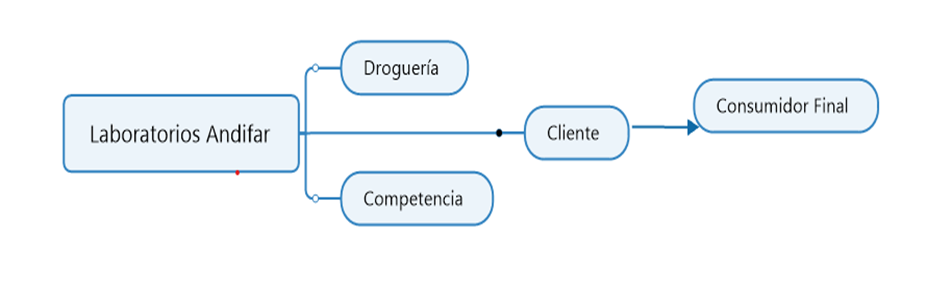 Droguería
Laboratorios Andifar
Cliente
Consumidor Final
Competencia